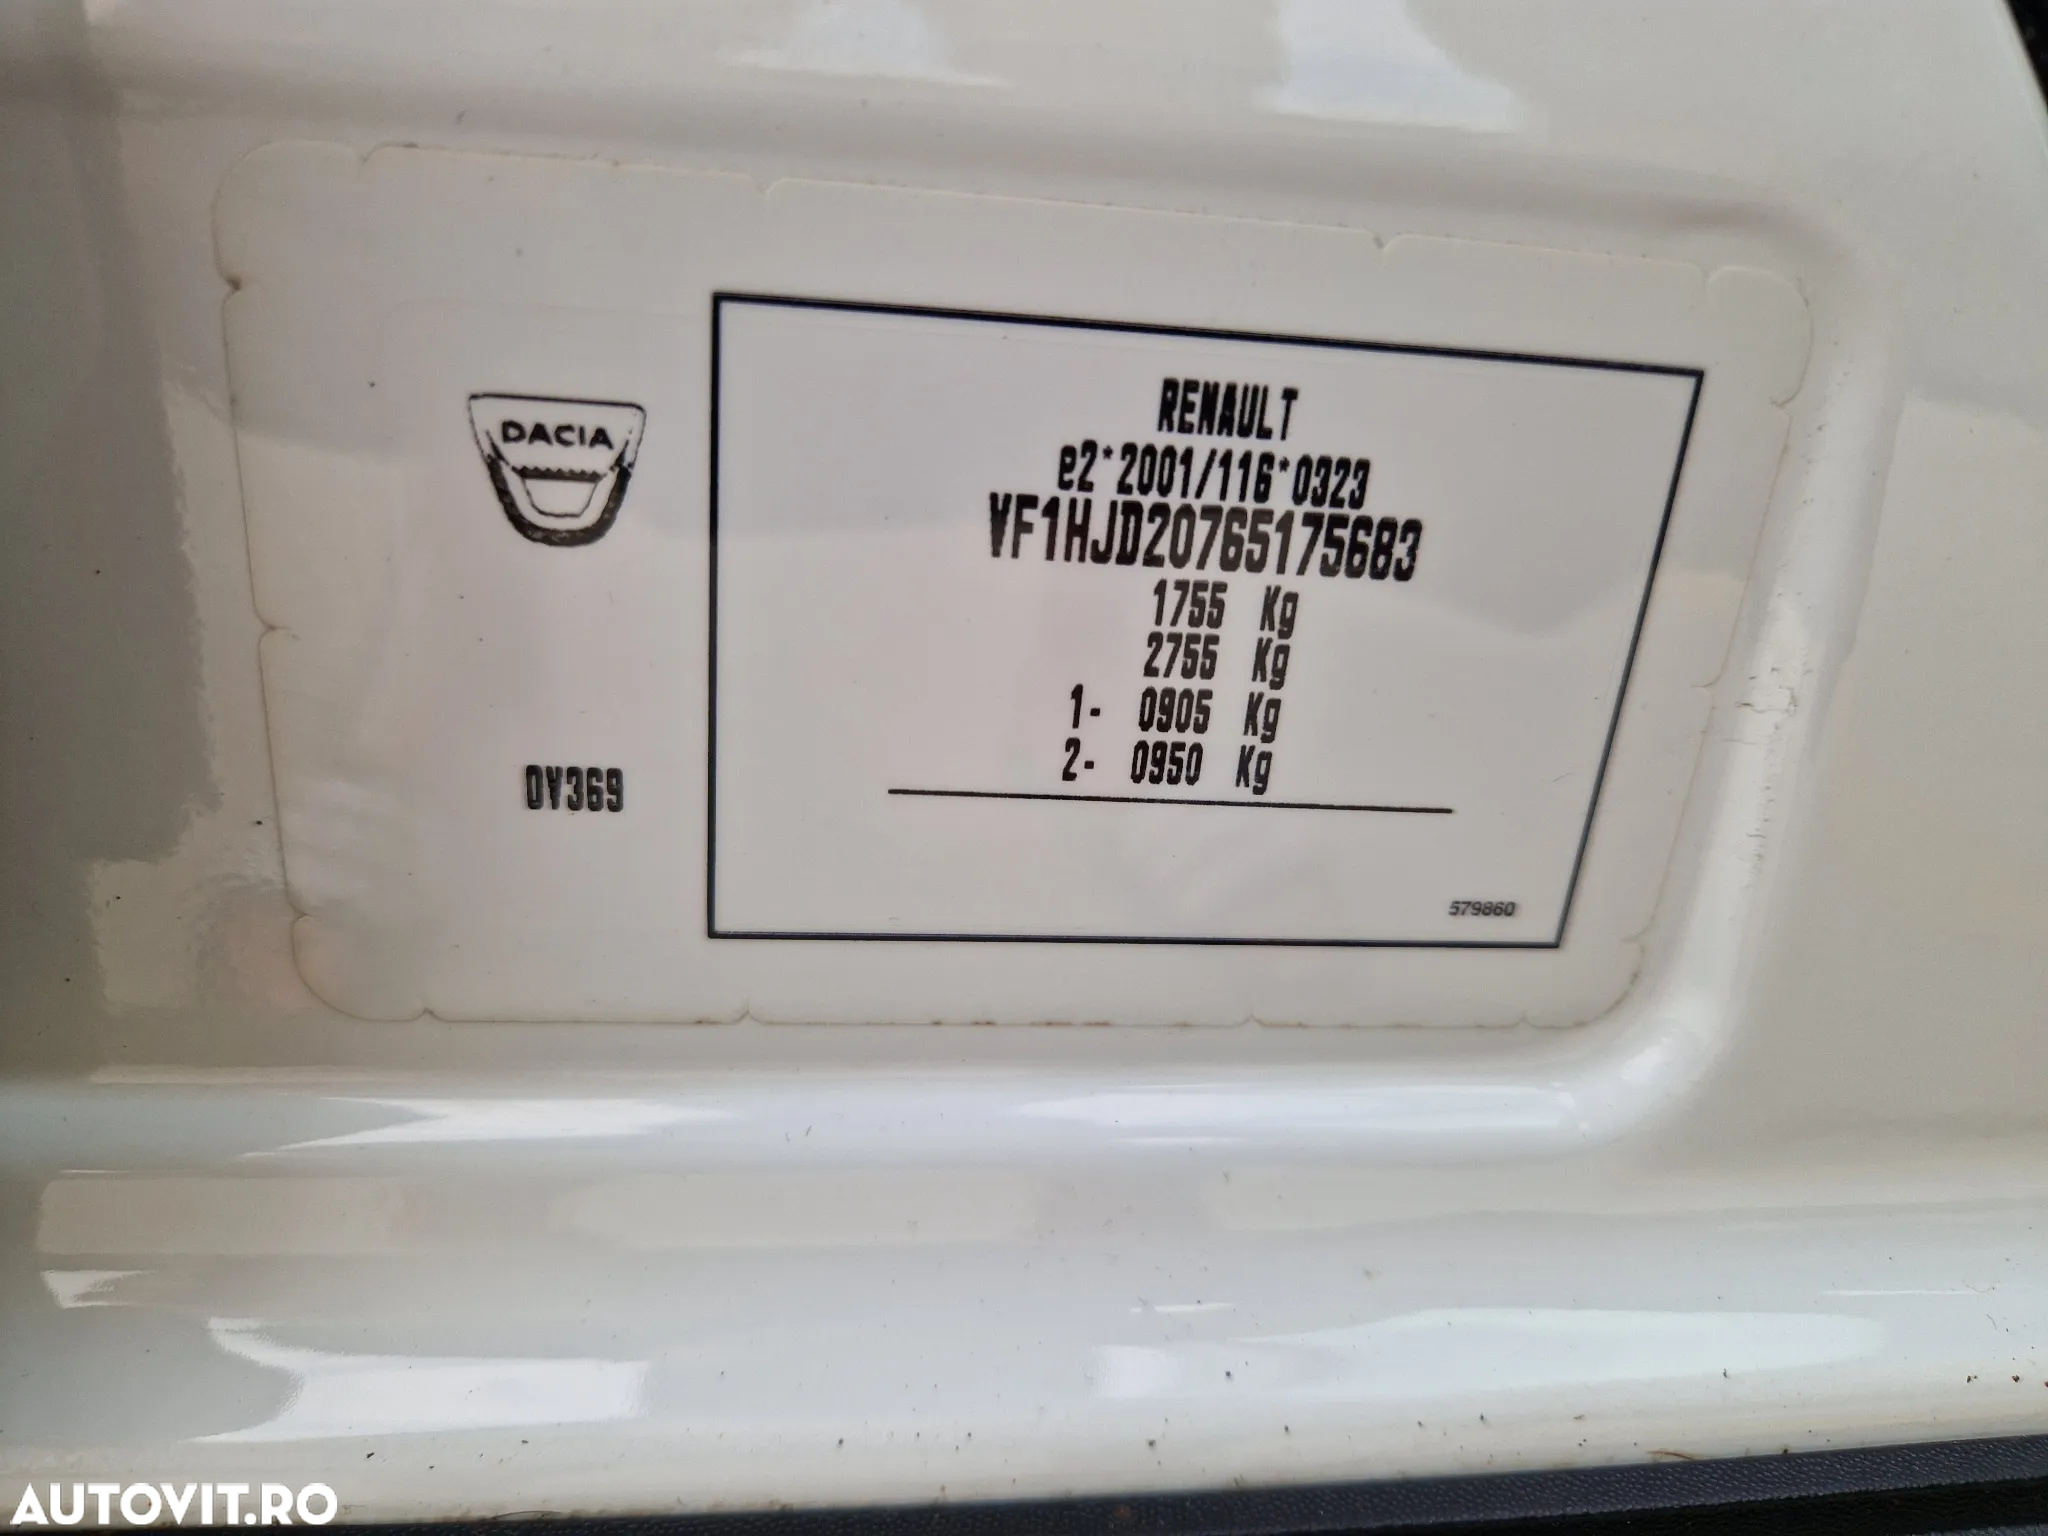 DACIA
0V369
RENAULT
e2*2001/116*0323
VF1HJD20765175683
1755 Kg
2755 Kg
1- 0905 Kg
2- 0950 Kg
579860
AUTOVIT.RO